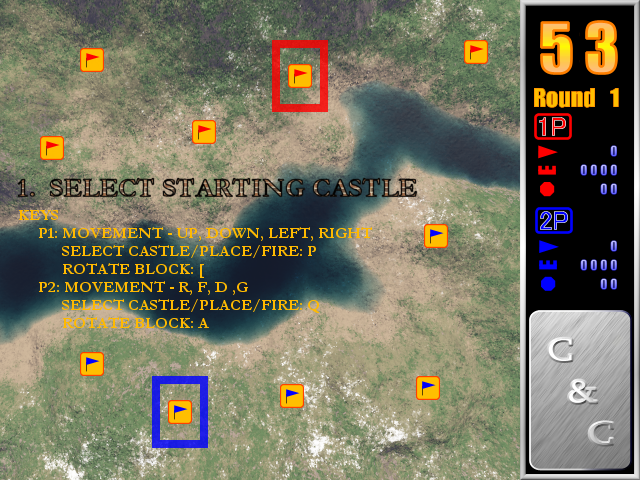 53
Round 1
1P
0
0000
00
2P
0
0000
00
1. SELECT STARTING CASTLE
KEYS
P1: MOVEMENT - UP, DOWN, LEFT, RIGHT
SELECT CASTLE/PLACE/FIRE: P
ROTATE BLOCK: [
P2: MOVEMENT - R, F, D ,G
SELECT CASTLE/PLACE/FIRE: Q
ROTATE BLOCK: A
C
&
C